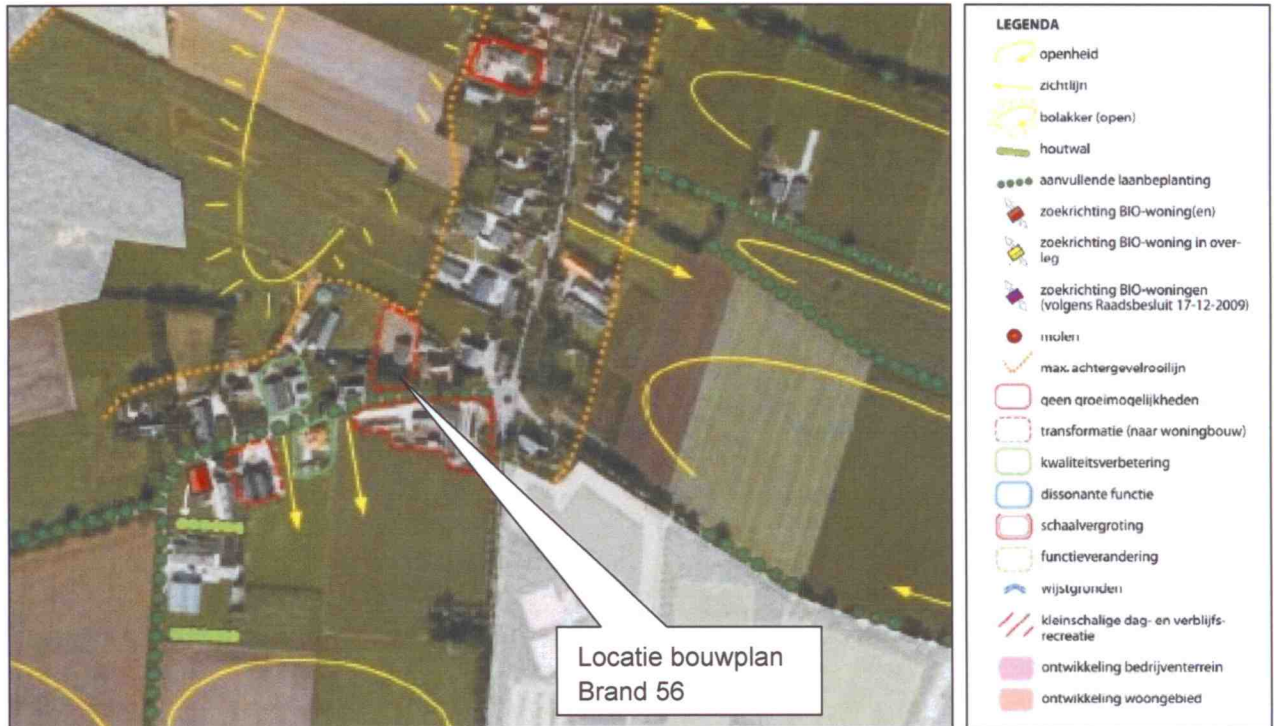 Locatie bouwplan
Brand 56
LEGENDA
openheid
zichtlijn
bolakker (open)
houtwal
aanvullende laanbeplanting
zoekrichting BIO-woning(en)
zoekrichting BIO-woning in over-
leg
zoekrichting BIO-woningen
(volgens Raadsbesluit 17-12-2009)
molen
max. achtergevelrooilijn
geen groeimogelijkheden
transformatie (naar woningbouw)
kwaliteitsverbetering
dissonante functie
schaalvergroting
functieverandering
wijstgronden
kleinschalige dag- en verblijfs-
recreatie
ontwikkeling bedrijventerrein
ontwikkeling woongebied